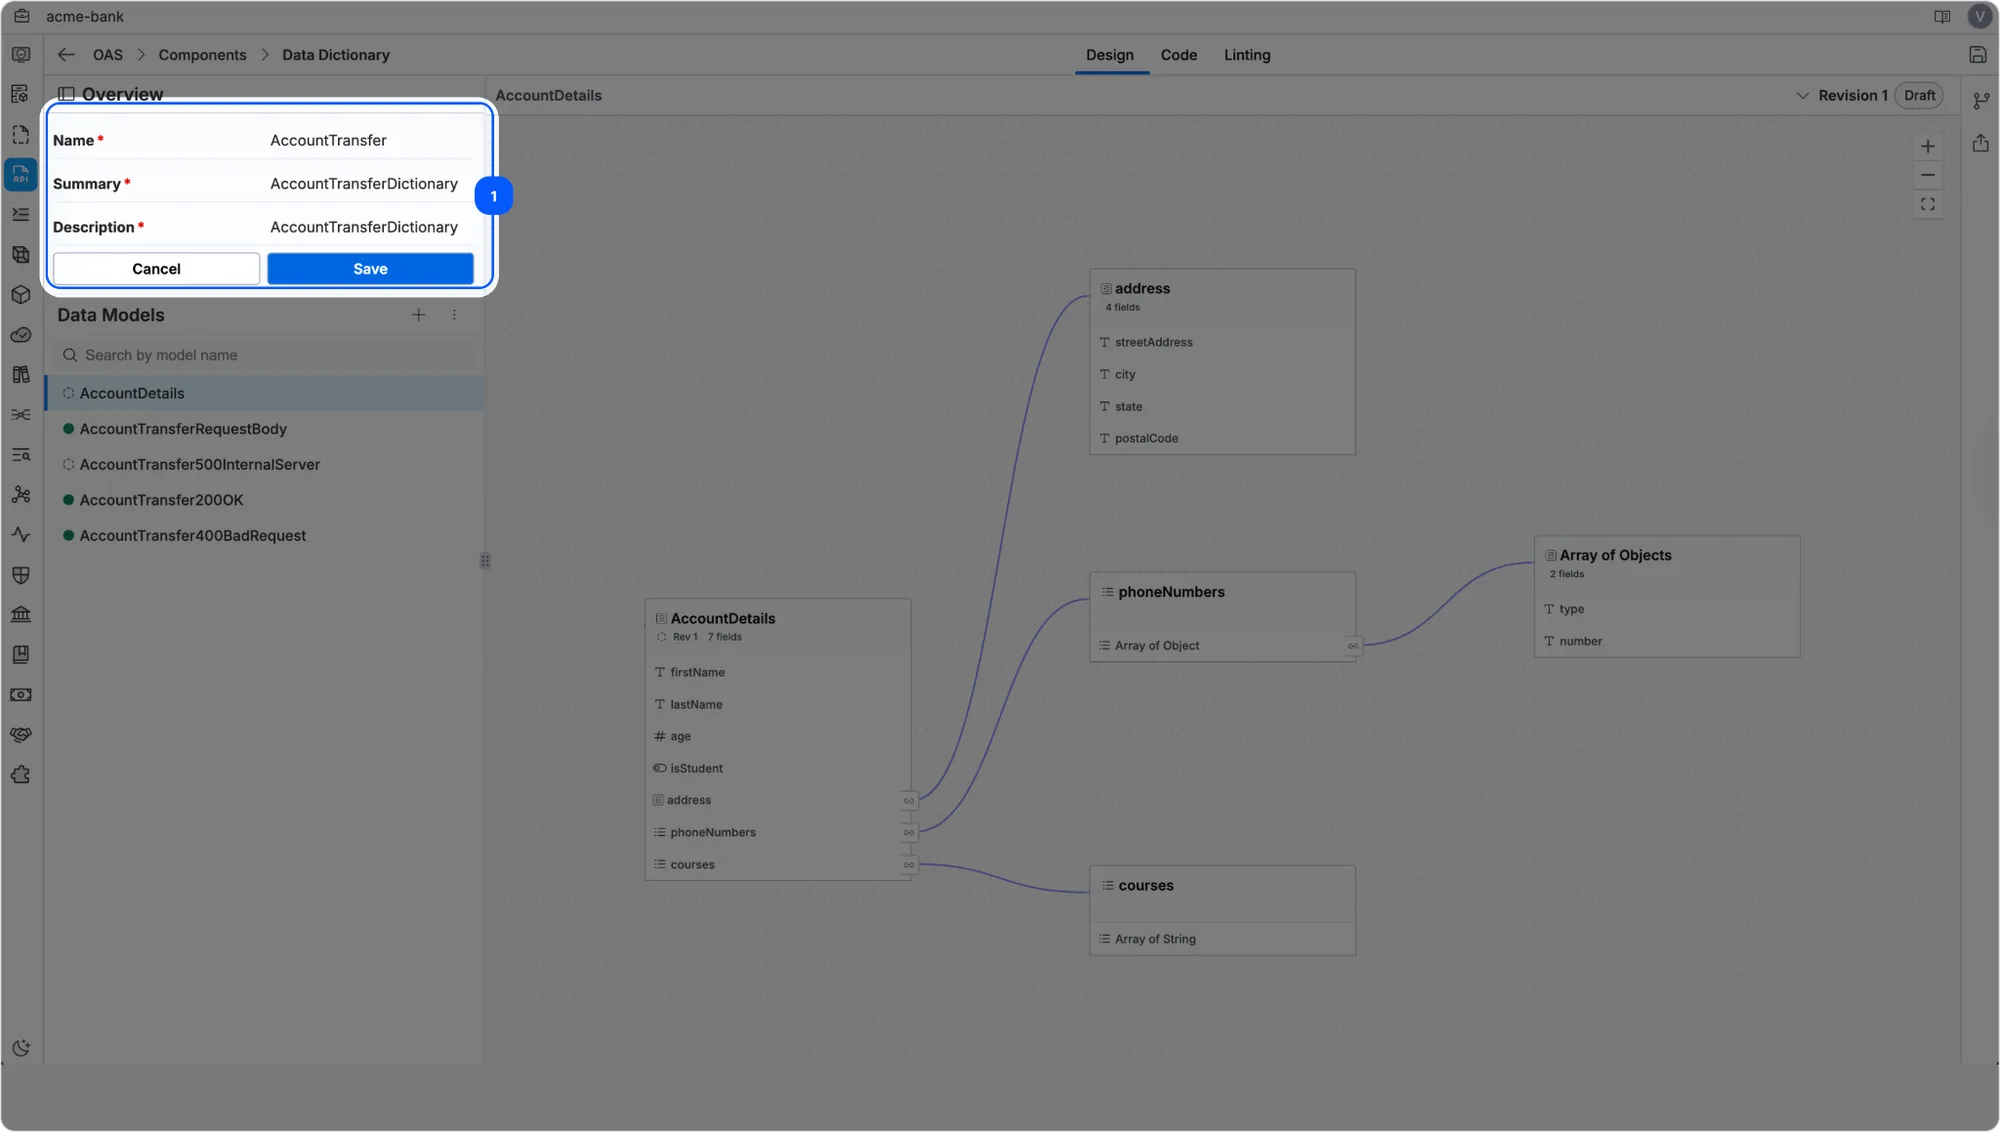 acme-bank
V
OAS > Components > Data Dictionary
Design Code Linting
Overview
AccountDetails
Revision 1 Draft
API
Name * AccountTransfer
Summary * AccountTransferDictionary
1
Description * AccountTransferDictionary
Cancel Save
Data Models
Search by model name
AccountDetails
AccountTransferRequestBody
AccountTransfer500InternalServer
AccountTransfer200OK
AccountTransfer400BadRequest
AccountDetails
Rev 1 7 fields
firstName
lastName
age
isStudent
address
phoneNumbers
courses
address
4 fields
streetAddress
city
state
postalCode
phoneNumbers
Array of Object
courses
Array of String
Array of Objects
2 fields
type
number